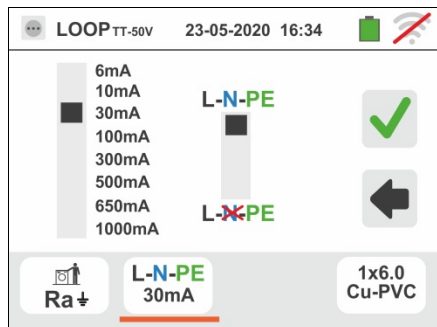 LOOP TT-50V 23-05-2020 16:34
6mA
10mA
30mA
100mA
300mA
500mA
650mA
1000mA
L-N-PE
L-N-PE
Ra
L-N-PE
30mA
1x6.0
Cu-PVC